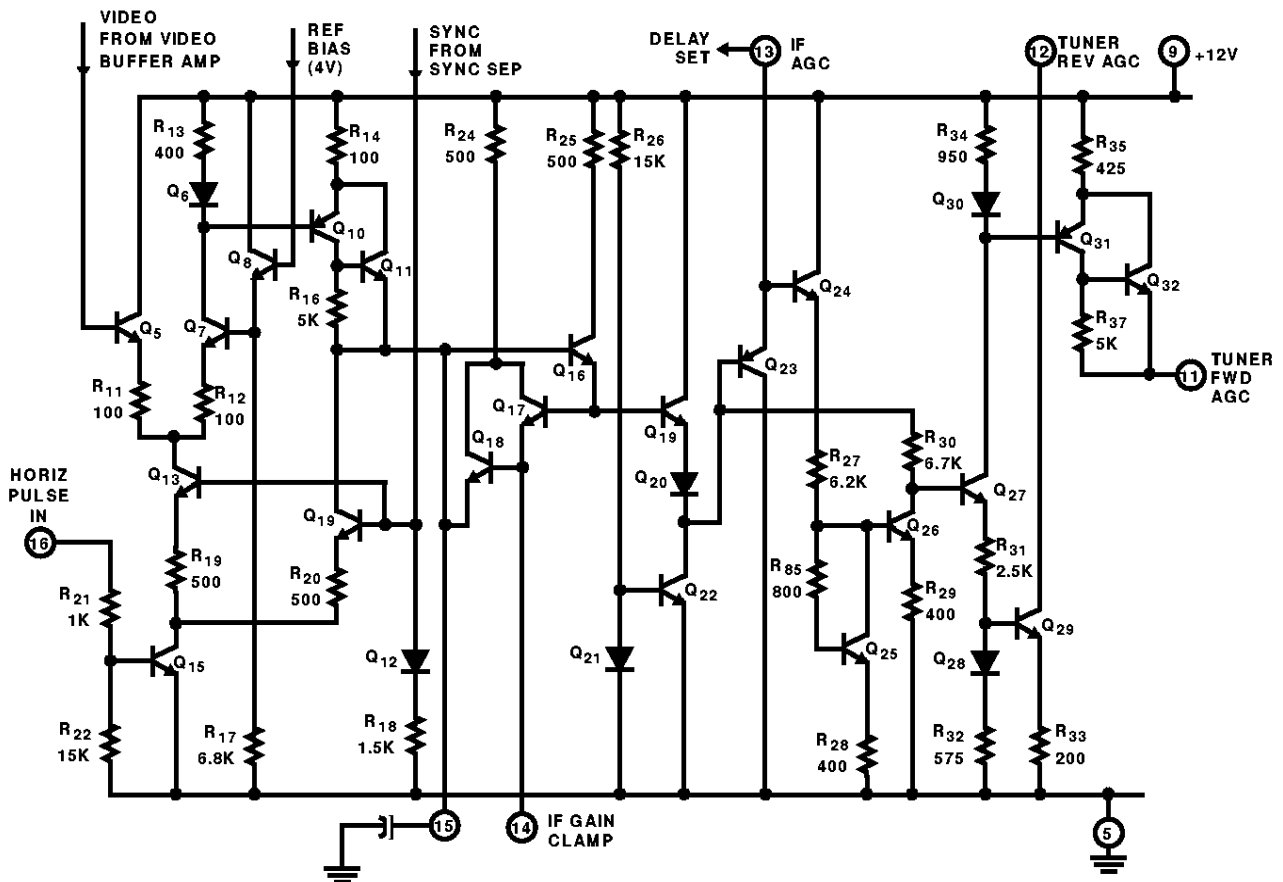 VIDEO
FROM VIDEO
BUFFER AMP
REF
BIAS
(4V)
SYNC
FROM
SYNC SEP
DELAY
SET
13
IF
AGC
12
TUNER
REV AGC
9
+12V
R13
400
R14
100
R24
500
R25
500
R26
15K
R34
950
R35
425
Q6
Q30
Q10
Q31
Q8
Q11
Q24
Q32
R16
5K
R37
5K
Q5
Q7
Q16
Q23
11
TUNER
FWD
AGC
R11
100
R12
100
Q17
Q19
Q18
R30
6.7K
HORIZ
PULSE
IN
16
Q13
Q20
R27
6.2K
Q27
Q19
Q26
R19
500
R20
500
R85
800
R31
2.5K
R21
1K
Q22
R29
400
Q29
Q15
Q12
Q21
Q25
Q28
R22
15K
R17
6.8K
R18
1.5K
R28
400
R32
575
R33
200
15
14
IF GAIN
CLAMP
5